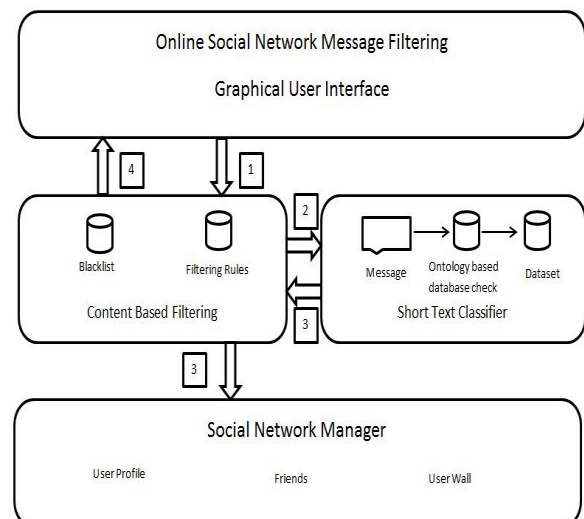 Online Social Network Message Filtering
Graphical User Interface
4
1
2
Blacklist
Filtering Rules
Content Based Filtering
Message
Ontology based
database check
Dataset
Short Text Classifier
3
3
Social Network Manager
User Profile
Friends
User Wall